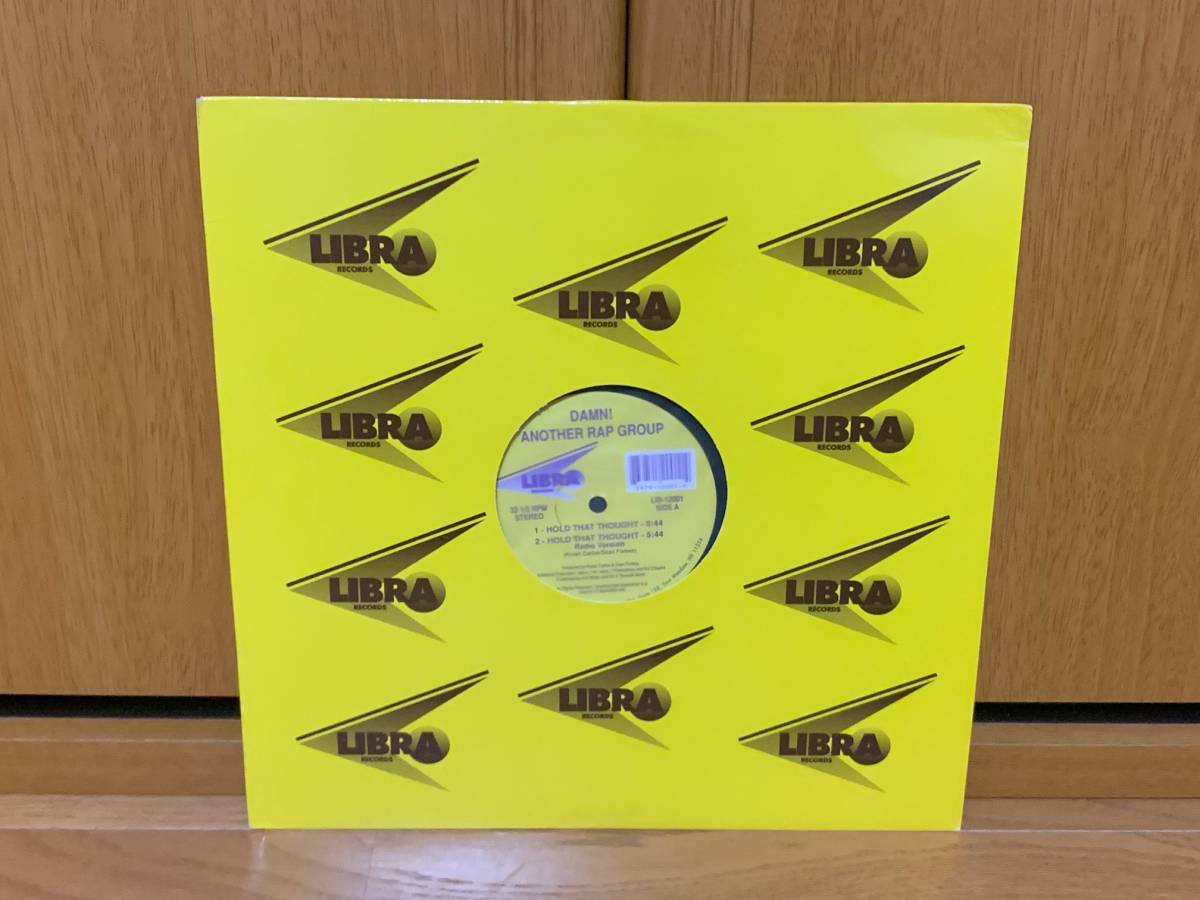 LIBRA
RECORDS
LIBRA
RECORDS
LIBRA
RECORDS
LIBRA
RECORDS
LIBRA
RECORDS
DAMN!
ANOTHER RAP GROUP
LIBRA
33 1/3 RPM
STEREO
LIB-12001
SIDE A
1 - HOLD THAT THOUGHT - 5:44
2 - HOLD THAT THOUGHT - 5:44
Radio Version
LIBRA
RECORDS
LIBRA
RECORDS
LIBRA
RECORDS
LIBRA
RECORDS
LIBRA
RECORDS